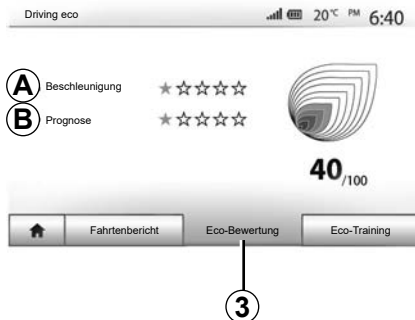 Driving eco 20°C PM 6:40
A Beschleunigung
B Prognose
40/100
Fahrtenbericht Eco-Bewertung Eco-Training
3